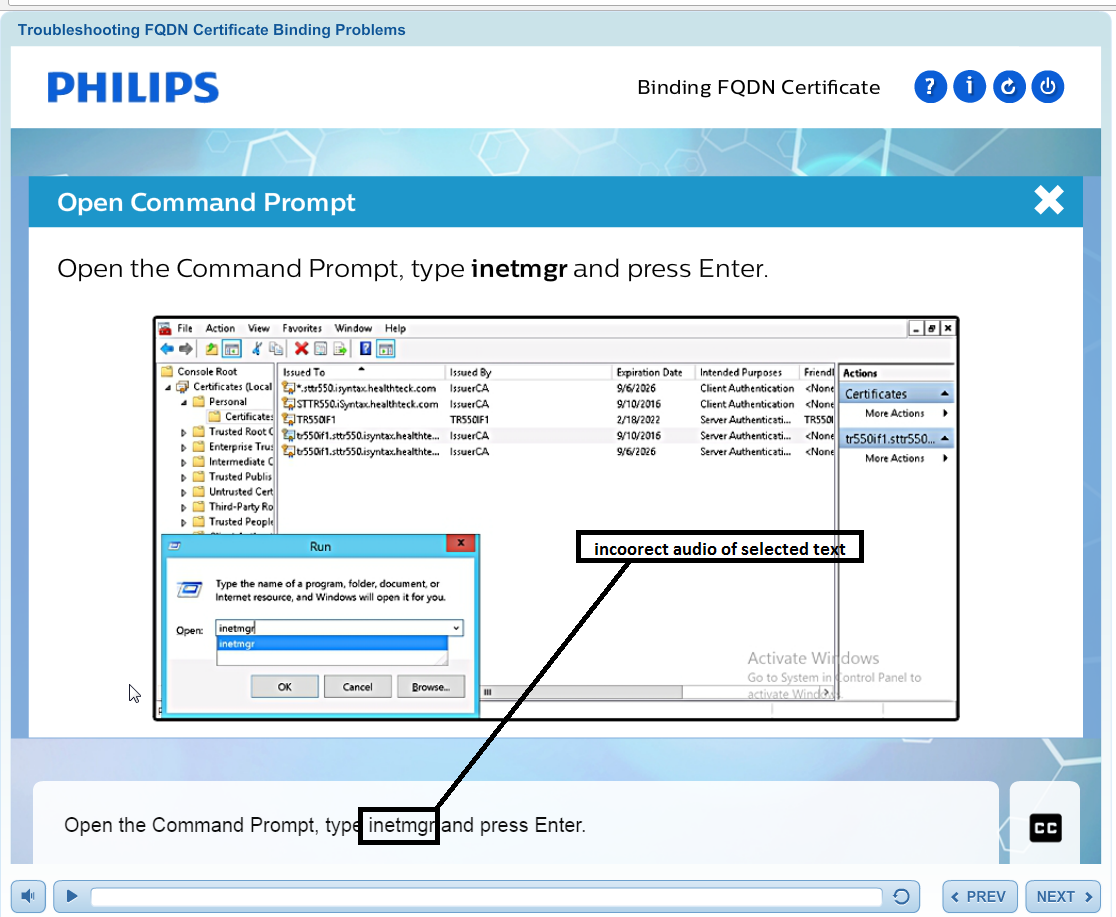 Troubleshooting FQDN Certificate Binding Problems
PHILIPS
Binding FQDN Certificate
Open Command Prompt
Open the Command Prompt, type inetmgr and press Enter.
File Action View Favorites Window Help
Console Root
Certificates (Local
Personal
Certificates
Trusted Root C
Enterprise Trus
Intermediate C
Trusted Publis
Untrusted Cert
Third-Party Ro
Trusted People
Issued To Issued By Expiration Date Intended Purposes Friendl
*.sttr550.isyntax.healthteck.com IssuerCA 9/6/2026 Client Authentication <None
STTR550.iSyntax.healthteck.com IssuerCA 9/10/2016 Client Authentication <None
TR550IF1 TR550IF1 2/18/2022 Server Authenticati... TR550I
tr550if1.sttr550.isyntax.healthte... IssuerCA 9/10/2016 Server Authenticati... <None
tr550if1.sttr550.isyntax.healthte... IssuerCA 9/6/2026 Server Authenticati... <None
Actions
Certificates
More Actions
tr550if1.sttr550...
More Actions
Run
Type the name of a program, folder, document, or
Internet resource, and Windows will open it for you.
Open: inetmgr
inetmgr
OK Cancel Browse...
incoorect audio of selected text
Activate Windows
Go to System in Control Panel to
activate Windows.
Open the Command Prompt, type inetmgr and press Enter.
CC
PREV NEXT